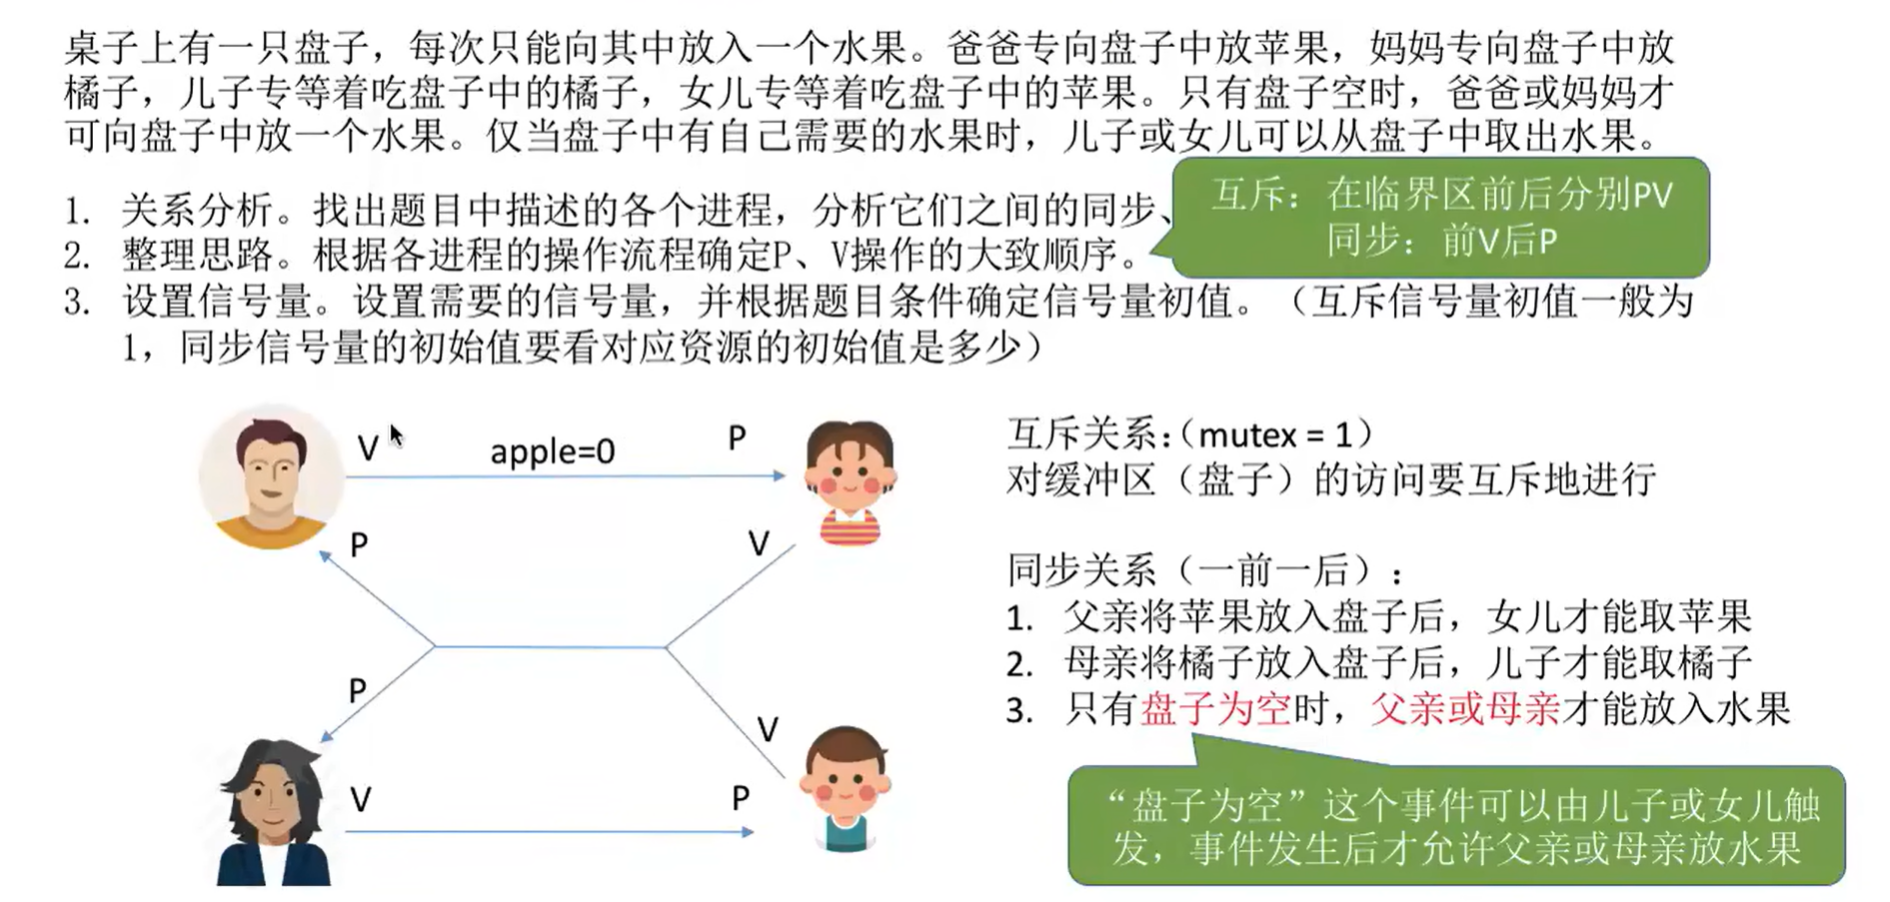 桌子上有一只盘子，每次只能向其中放入一个水果。爸爸专向盘子中放苹果，妈妈专向盘子中放
橘子，儿子专等着吃盘子中的橘子，女儿专等着吃盘子中的苹果。只有盘子空时，爸爸或妈妈才
可向盘子中放一个水果。仅当盘子中有自己需要的水果时，儿子或女儿可以从盘子中取出水果。
1. 关系分析。找出题目中描述的各个进程，分析它们之间的同步、
2. 整理思路。根据各进程的操作流程确定P、V操作的大致顺序。
3. 设置信号量。设置需要的信号量，并根据题目条件确定信号量初值。（互斥信号量初值一般为
1，同步信号量的初始值要看对应资源的初始值是多少）
互斥：在临界区前后分别PV
同步：前V后P
V
apple=0
P
P
V
P
V
V
P
互斥关系：（mutex = 1）
对缓冲区（盘子）的访问要互斥地进行
同步关系（一前一后）：
1. 父亲将苹果放入盘子后，女儿才能取苹果
2. 母亲将橘子放入盘子后，儿子才能取橘子
3. 只有盘子为空时，父亲或母亲才能放入水果
“盘子为空”这个事件可以由儿子或女儿触
发，事件发生后才允许父亲或母亲放水果